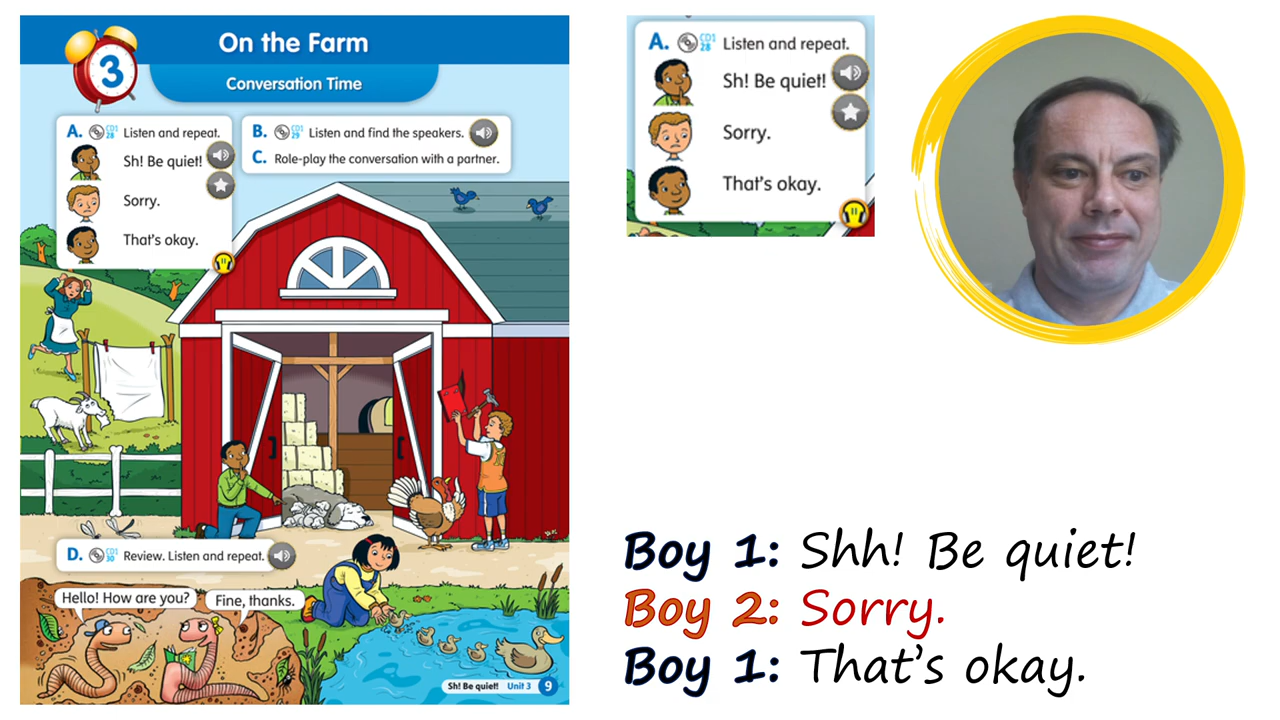 3
On the Farm
Conversation Time
A. CD1 28 Listen and repeat.
Sh! Be quiet!
Sorry.
That's okay.
B. CD1 29 Listen and find the speakers.
C. Role-play the conversation with a partner.
D. CD1 30 Review. Listen and repeat.
Hello! How are you?
Fine, thanks.
Sh! Be quiet! Unit 3 9
A. CD1 28 Listen and repeat.
Sh! Be quiet!
Sorry.
That's okay.
Boy 1: Shh! Be quiet!
Boy 2: Sorry.
Boy 1: That's okay.